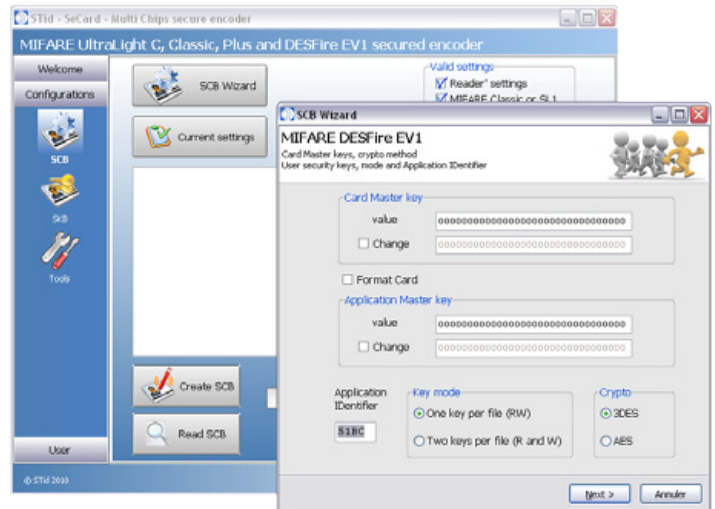 STid - SeCard - Multi Chips secure encoder
MIFARE UltraLight C, Classic, Plus and DESFire EV1 secured encoder
Welcome
Configurations
SCB
SKB
Tools
User
© STid 2010
SCB Wizard
Current settings
Create SCB
Read SCB
Valid settings
Reader' settings
MIFARE Classic or SL1
SCB Wizard
MIFARE DESFire EV1
Card Master keys, crypto method
User security keys, mode and Application IDentifier
Card Master key
value
00000000000000000000000000000000
Change
00000000000000000000000000000000
Format Card
Application Master key
value
00000000000000000000000000000000
Change
00000000000000000000000000000000
Application
IDentifier
51BC
Key mode
One key per file (RW)
Two keys per file (R and W)
Crypto
3DES
AES
Next >
Annuler